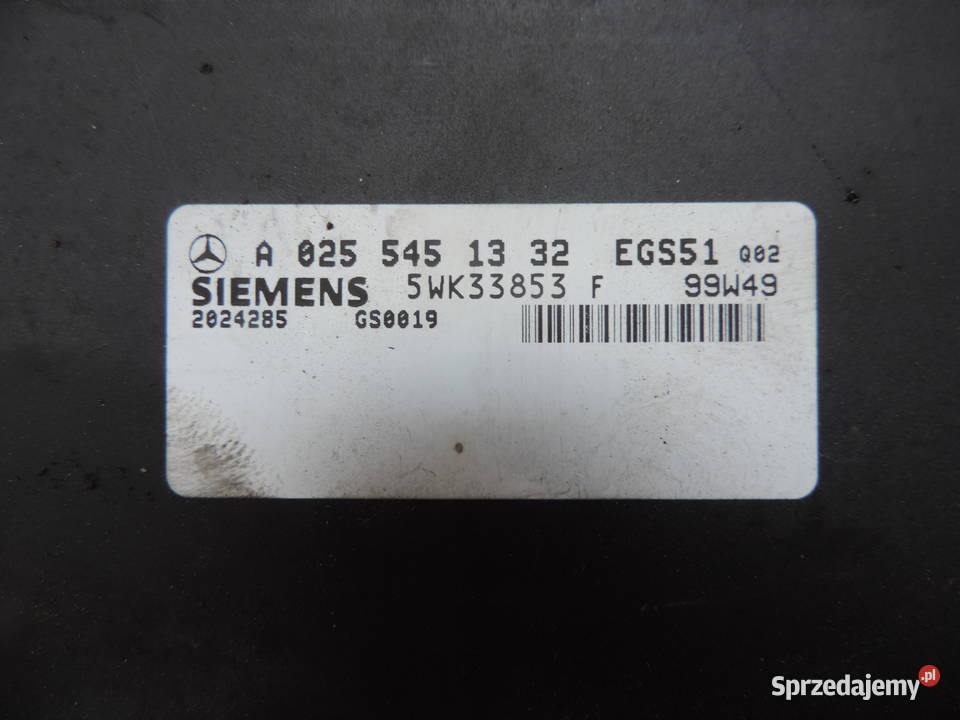 A 025 545 13 32 EGS51 Q02
SIEMENS 5WK33853 F 99W49
2024285 GS0019
Sprzedajemy.pl